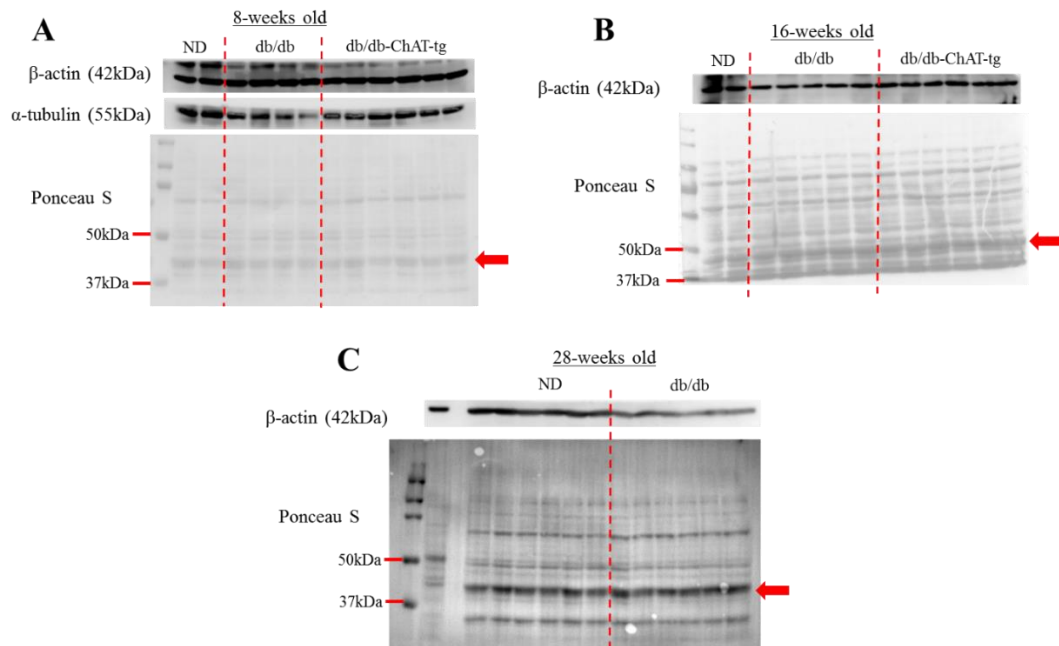 A
8-weeks old
ND db/db db/db-ChAT-tg
β-actin (42kDa)
α-tubulin (55kDa)
Ponceau S
50kDa
37kDa
B
16-weeks old
ND db/db db/db-ChAT-tg
β-actin (42kDa)
Ponceau S
50kDa
37kDa
C
28-weeks old
ND db/db
β-actin (42kDa)
Ponceau S
50kDa
37kDa